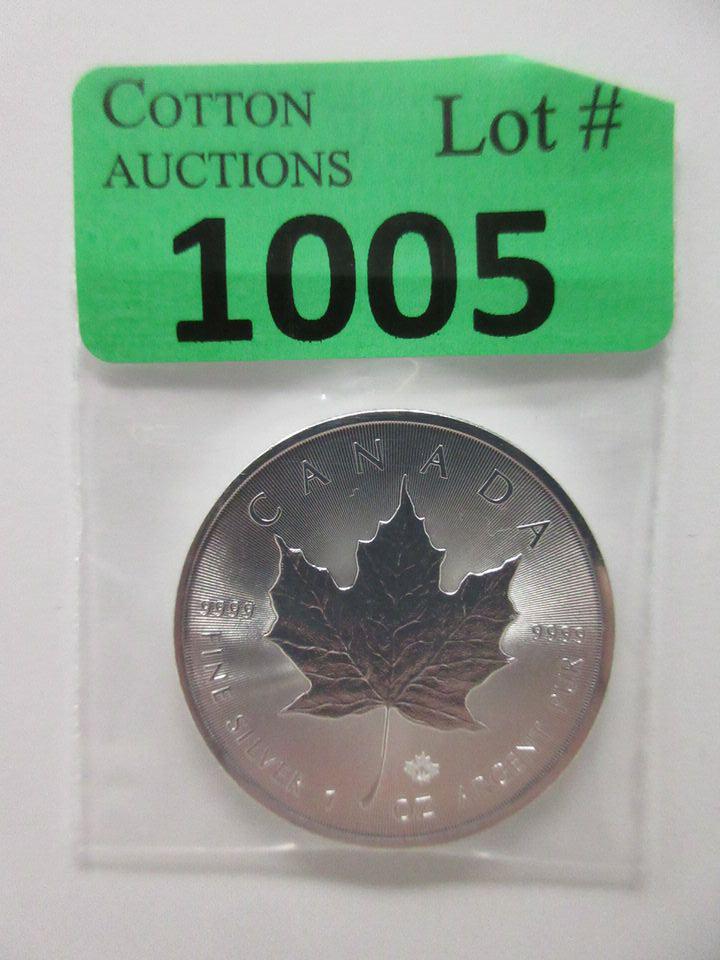 COTTON
AUCTIONS
Lot #
1005
CANADA
9999
9999
FINE SILVER 1 OZ ARGENT PUR